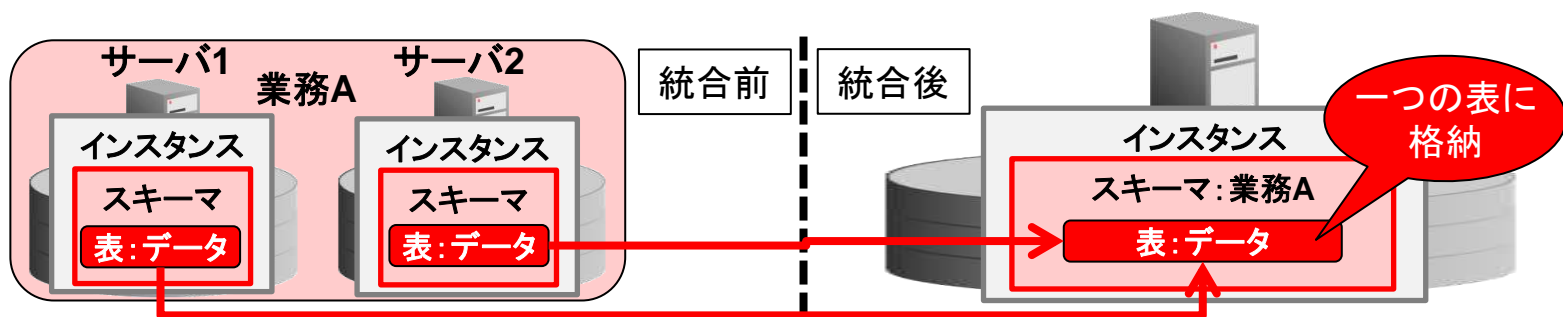 サーバ1
サーバ2
業務A
インスタンス
スキーマ
表：データ
インスタンス
スキーマ
表：データ
統合前
統合後
インスタンス
スキーマ：業務A
表：データ
一つの表に
格納